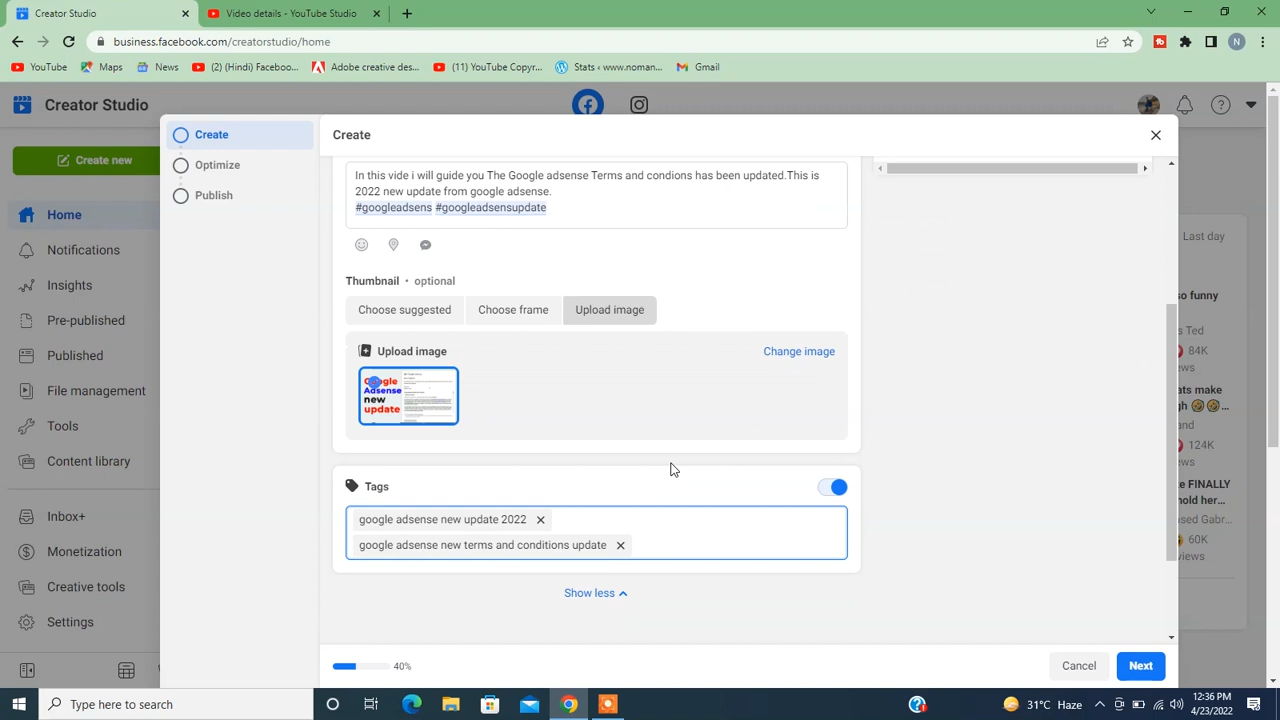 Creator Studio
Video details - YouTube Studio
business.facebook.com/creatorstudio/home
N
YouTube
Maps
News
(2) (Hindi) Faceboo...
Adobe creative des...
(11) YouTube Copyr...
Stats ‹ www.noman...
Gmail
Creator Studio
Create new
Home
Notifications
Insights
Pre-published
Published
File management
Tools
Content library
Inbox+
Monetization
Creative tools
Settings
Create
Optimize
Publish
Create
In this vide i will guide you The Google adsense Terms and condions has been updated.This is
2022 new update from google adsense.
#googleadsens #googleadsensupdate
Thumbnail • optional
Choose suggested
Choose frame
Upload image
Upload image
Change image
Google
Adsense
new
update
Tags
google adsense new update 2022
google adsense new terms and conditions update
Show less
40%
Cancel
Next
Last day
so funny
s Ted
84K
ews
ats make
gh
and
124K
ews
te FINALLY
hold her...
used Gabr...
60K
iews
Type here to search
31°C Haze
12:36 PM
4/23/2022